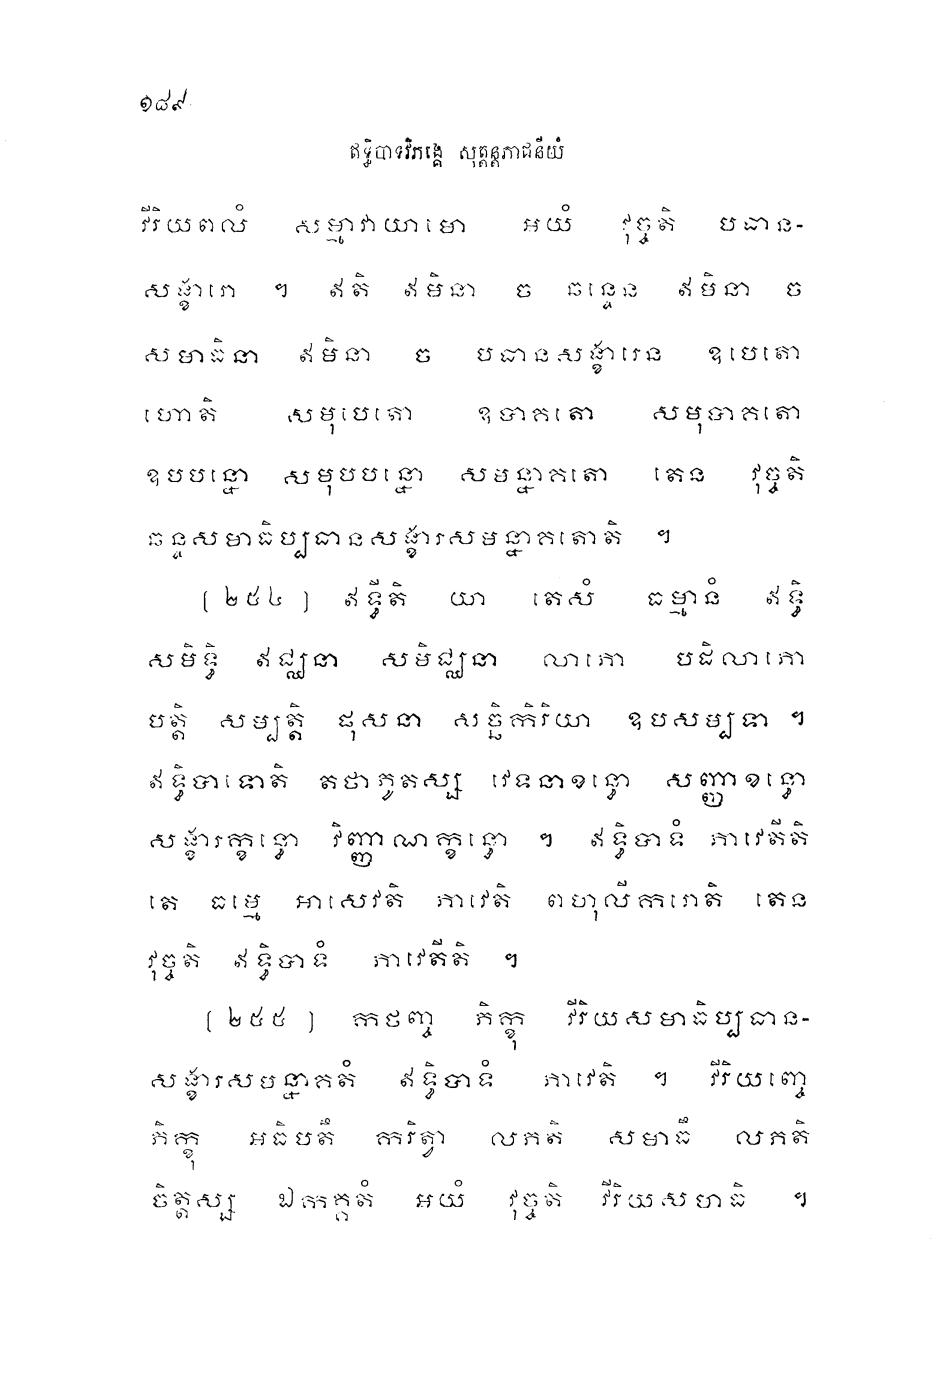 ១៨៩
ឥទ្ធិបាទវិភង្គេ សុត្តន្តភាជនីយំ
វីរិយពលំ សម្មាវាយាមោ អយំ វុច្ចតិ បធាន-
សង្ខារោ ។ ឥតិ ឥមិនា ច ឆន្ទេន ឥមិនា ច
សមាធិនា ឥមិនា ច បធានសង្ខារេន ឧបេតោ
ហោតិ សមុបេតោ ឧបាគតោ សមុបាគតោ
ឧបបន្នោ សមុបបន្នោ សមន្នាគតោ តេន វុច្ចតិ
ឆន្ទសមាធិប្បធានសង្ខារសមន្នាគតោតិ ។
[ ២៥៤ ] ឥទ្ធីតិ យា តេសំ ធម្មានំ ឥទ្ធិ
សមិទ្ធិ ឥជ្ឈនា សមិជ្ឈនា លាភោ បដិលាភោ
បត្តិ សម្បត្តិ ផុសនា សច្ឆិកិរិយា ឧបសម្បទា ។
ឥទ្ធិបាទោតិ តថាភូតស្ស វេទនាខន្ធោ សញ្ញាខន្ធោ
សង្ខារក្ខន្ធោ វិញ្ញាណក្ខន្ធោ ។ ឥទ្ធិបាទំ ភាវេតីតិ
តេ ធម្មេ អាសេវតិ ភាវេតិ ពហុលីករោតិ តេន
វុច្ចតិ ឥទ្ធិបាទំ ភាវេតីតិ ។
[ ២៥៥ ] កថញ្ច ភិក្ខុ វីរិយសមាធិប្បធាន-
សង្ខារសមន្នាគតំ ឥទ្ធិបាទំ ភាវេតិ ។ វីរិយញ្ចេ
ភិក្ខុ អធិបតឹ ករិត្វា លភតិ សមាធឹ លភតិ
ចិត្តស្ស ឯកគ្គតំ អយំ វុច្ចតិ វីរិយសមាធិ ។